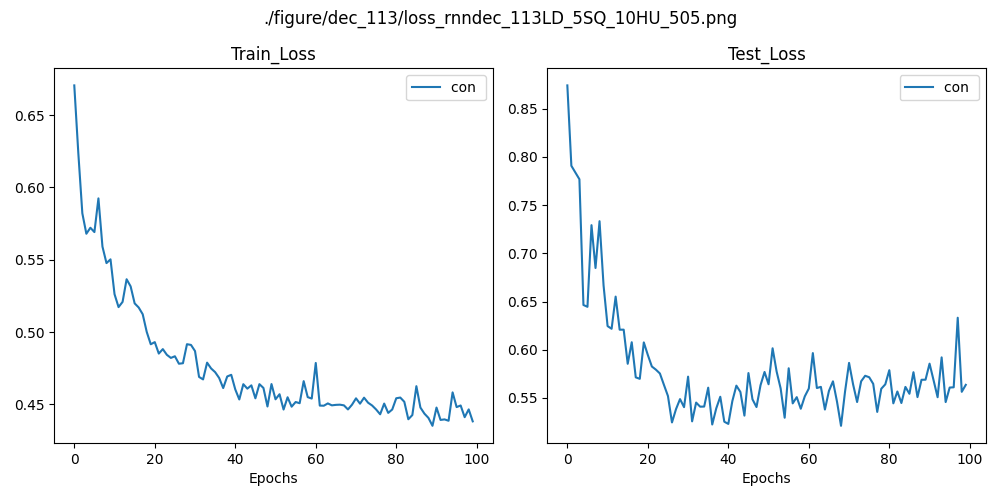 ./figure/dec_113/loss_rnndec_113LD_5SQ_10HU_505.png
Train_Loss
con
0.65
0.60
0.55
0.50
0.45
0 20 40 60 80 100
Epochs
Test_Loss
con
0.85
0.80
0.75
0.70
0.65
0.60
0.55
0 20 40 60 80 100
Epochs